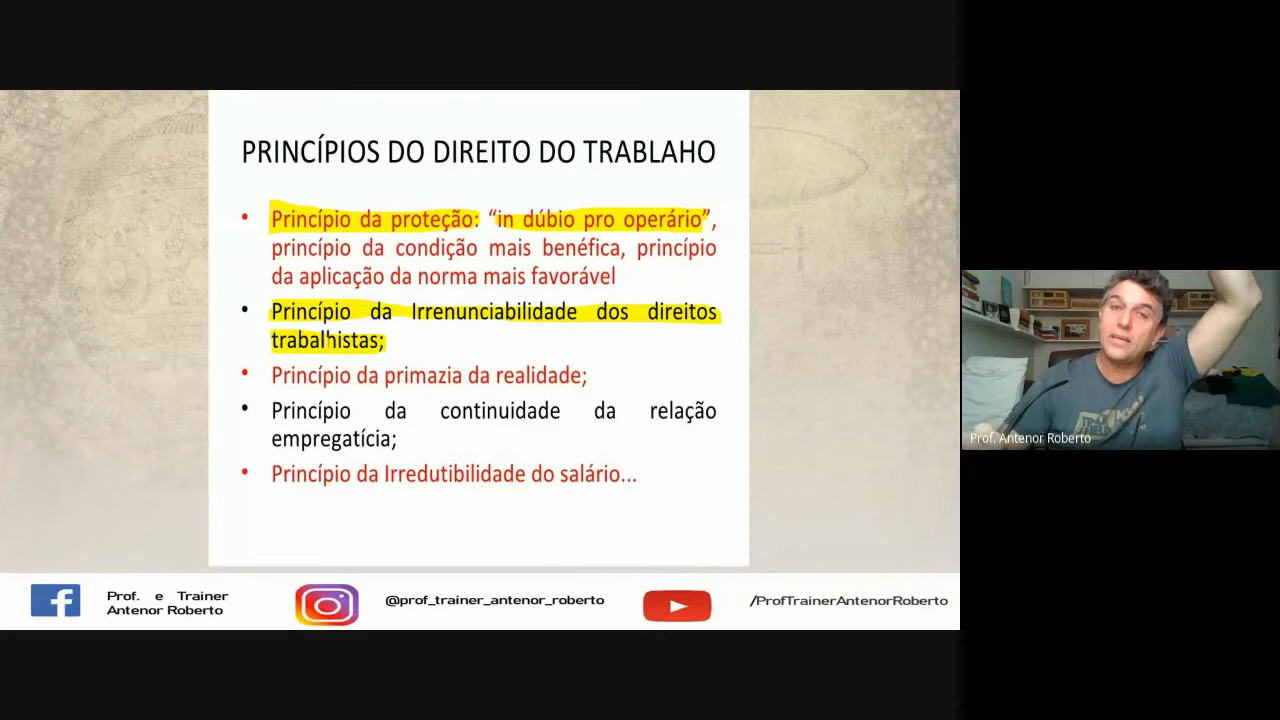 PRINCÍPIOS DO DIREITO DO TRABLAHO
• Princípio da proteção: “in dúbio pro operário”,
princípio da condição mais benéfica, princípio
da aplicação da norma mais favorável
• Princípio da Irrenunciabilidade dos direitos
trabalhistas;
• Princípio da primazia da realidade;
• Princípio da continuidade da relação
empregatícia;
• Princípio da Irredutibilidade do salário...
Prof. Antenor Roberto
Prof. e Trainer
Antenor Roberto
@prof_trainer_antenor_roberto
/ProfTrainerAntenorRoberto